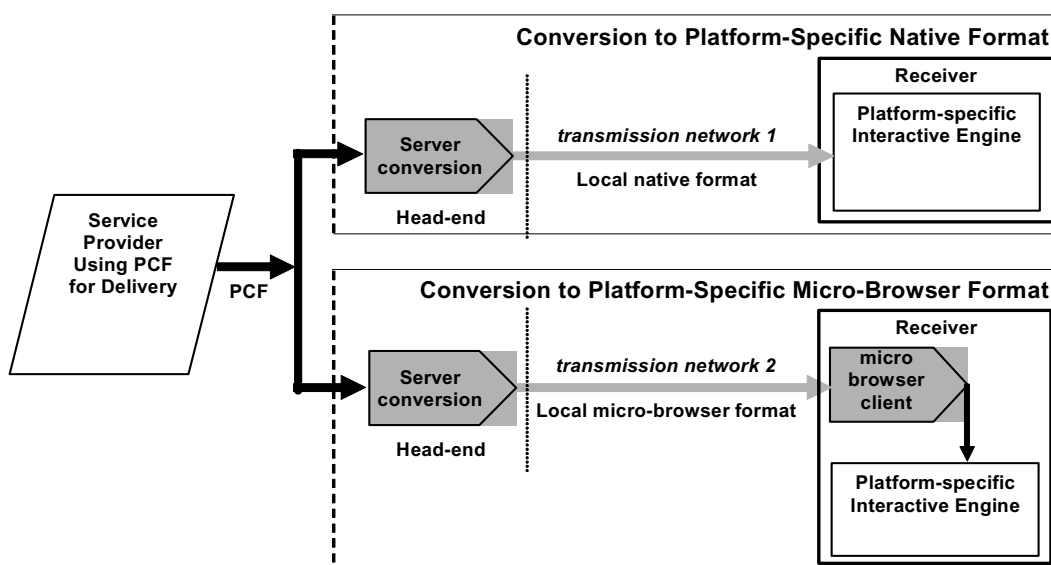 Conversion to Platform-Specific Native Format
Receiver
Platform-specific
Interactive Engine
Server
conversion
transmission network 1
Local native format
Head-end
Service
Provider
Using PCF
for Delivery
PCF
Conversion to Platform-Specific Micro-Browser Format
Receiver
micro
browser
client
Server
conversion
transmission network 2
Local micro-browser format
Head-end
Platform-specific
Interactive Engine